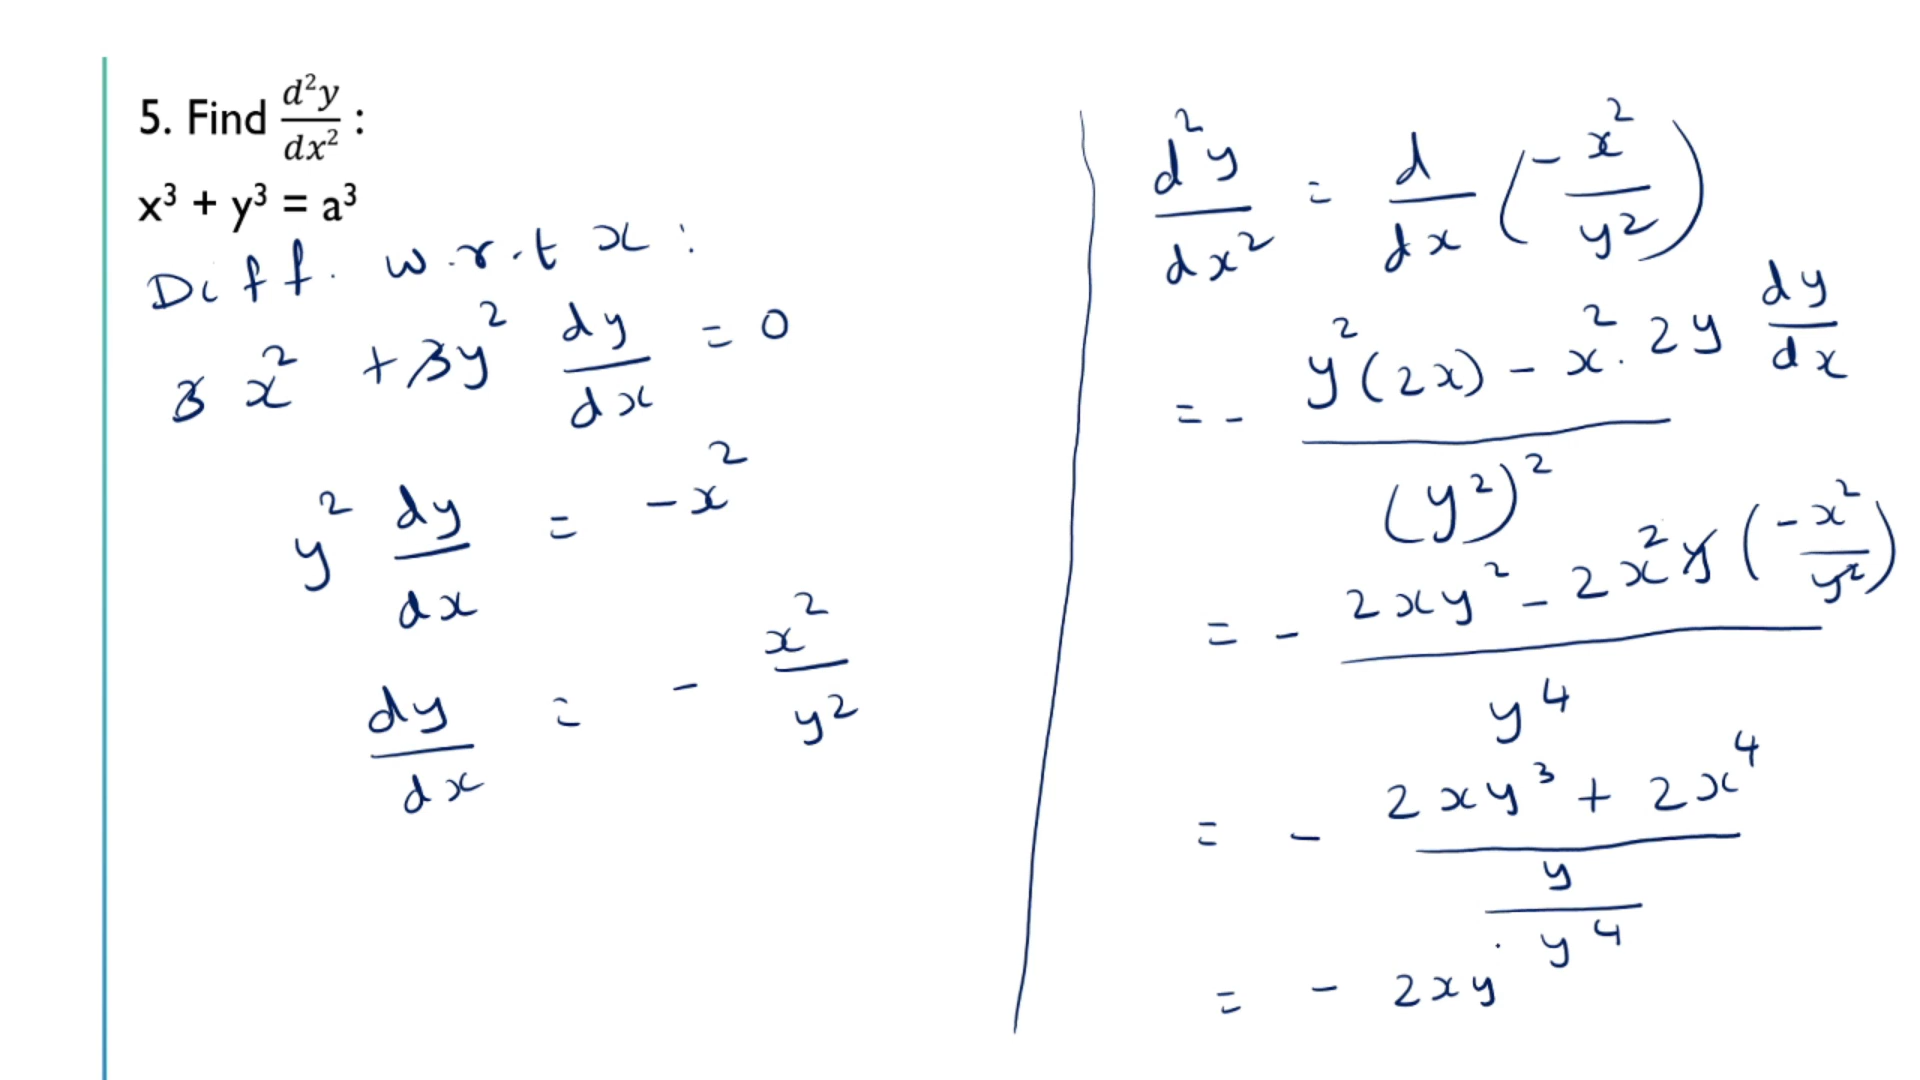 5. Find d²y/dx² :
x³ + y³ = a³
Diff. w.r.t x :
3x² + 3y² dy/dx = 0
y² dy/dx = -x²
dy/dx = - x²/y²
d²y/dx² = d/dx (- x²/y²)
= - (y²(2x) - x². 2y dy/dx)/(y²)²
= - (2xy² - 2x²y(-x²/y²))/y⁴
= - ((2xy³ + 2x⁴)/y)/y⁴
= - 2xy